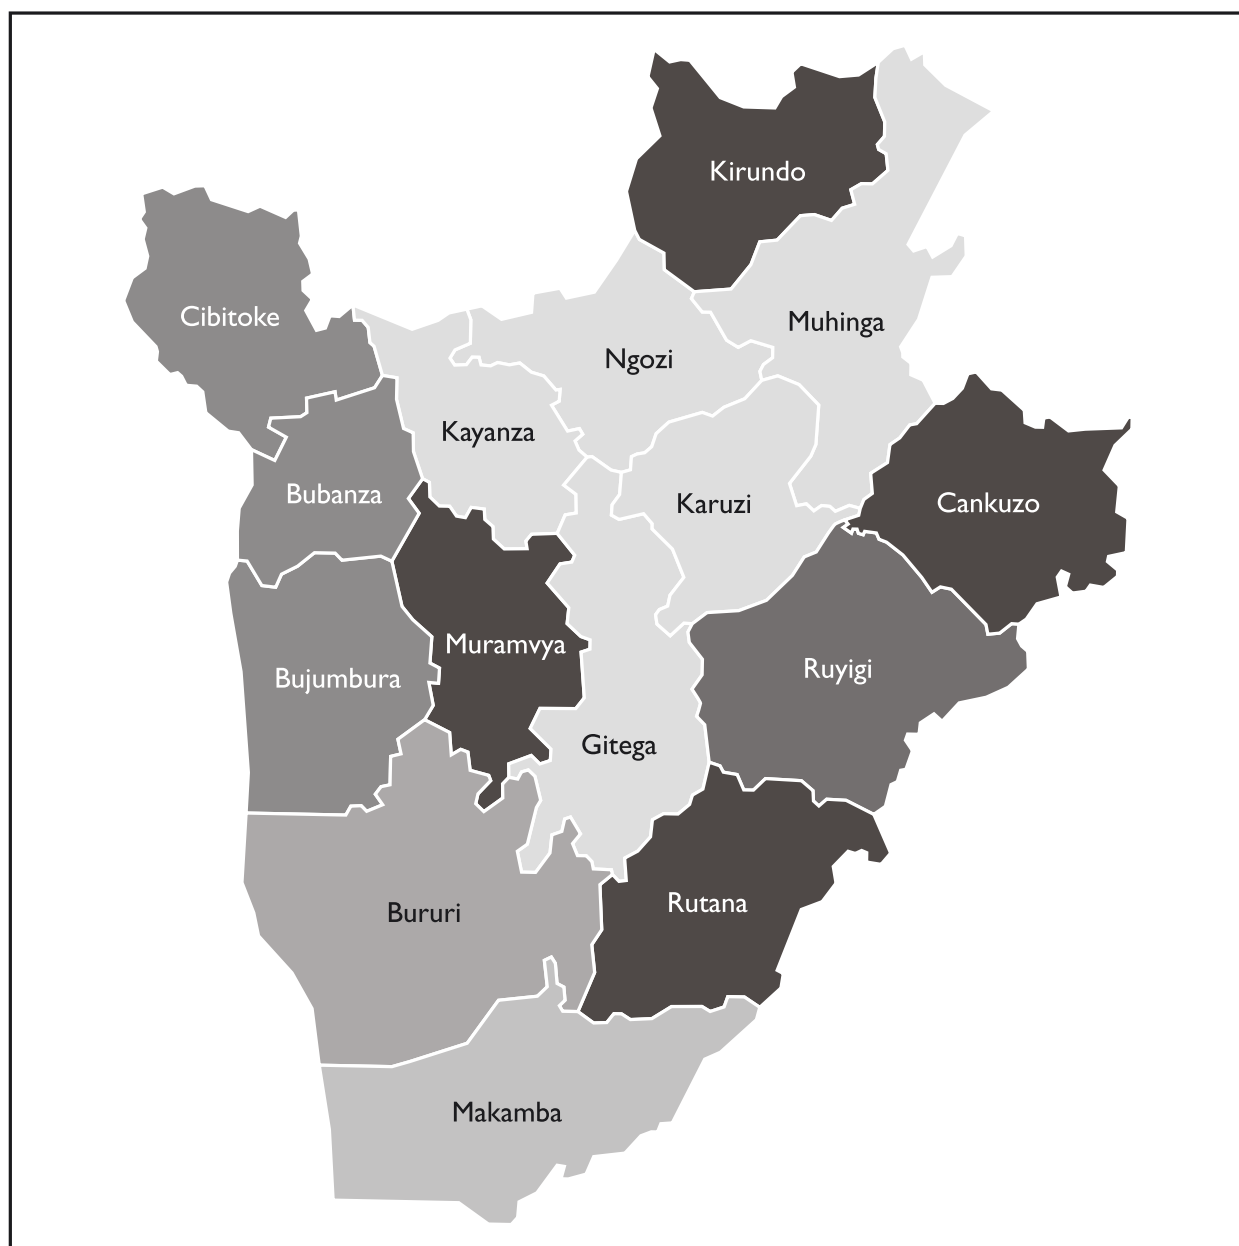 Kirundo
Cibitoke
Muhinga
Ngozi
Kayanza
Bubanza
Karuzi
Cankuzo
Muramvya
Ruyigi
Bujumbura
Gitega
Rutana
Bururi
Makamba